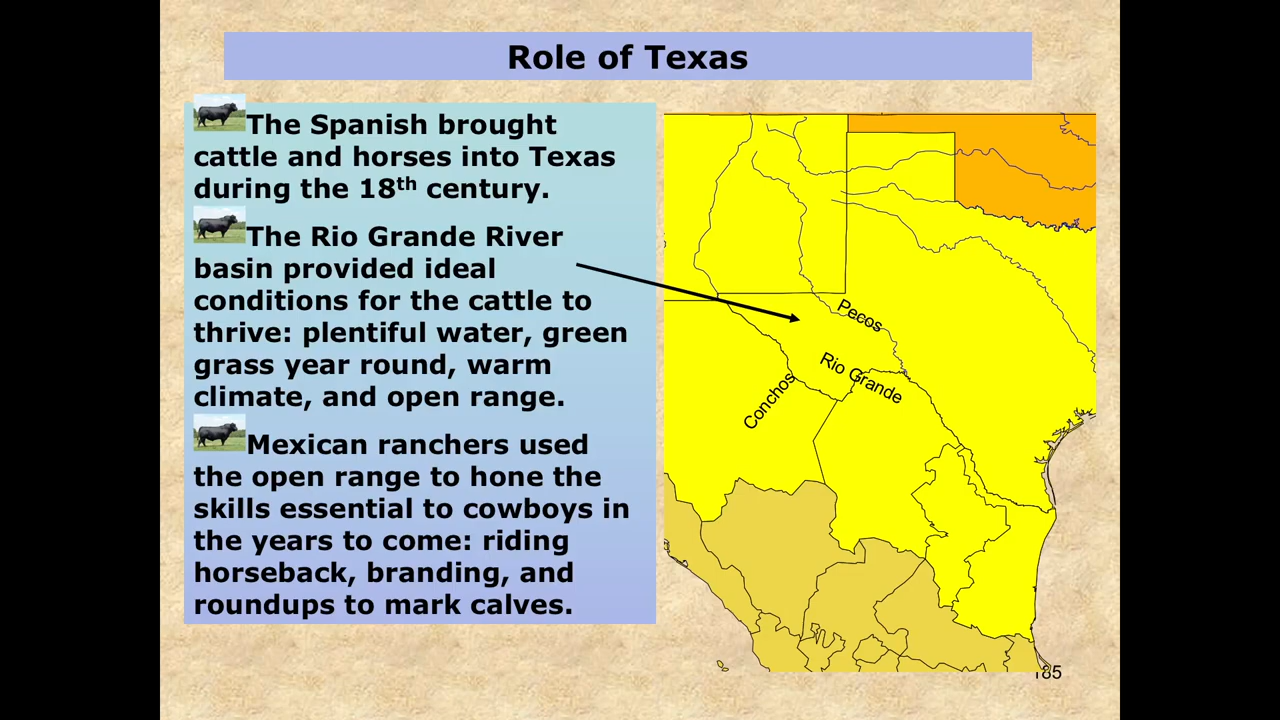 Role of Texas
The Spanish brought
cattle and horses into Texas
during the 18th century.
The Rio Grande River
basin provided ideal
conditions for the cattle to
thrive: plentiful water, green
grass year round, warm
climate, and open range.
Mexican ranchers used
the open range to hone the
skills essential to cowboys in
the years to come: riding
horseback, branding, and
roundups to mark calves.
Pecos
Rio Grande
Conchos
185